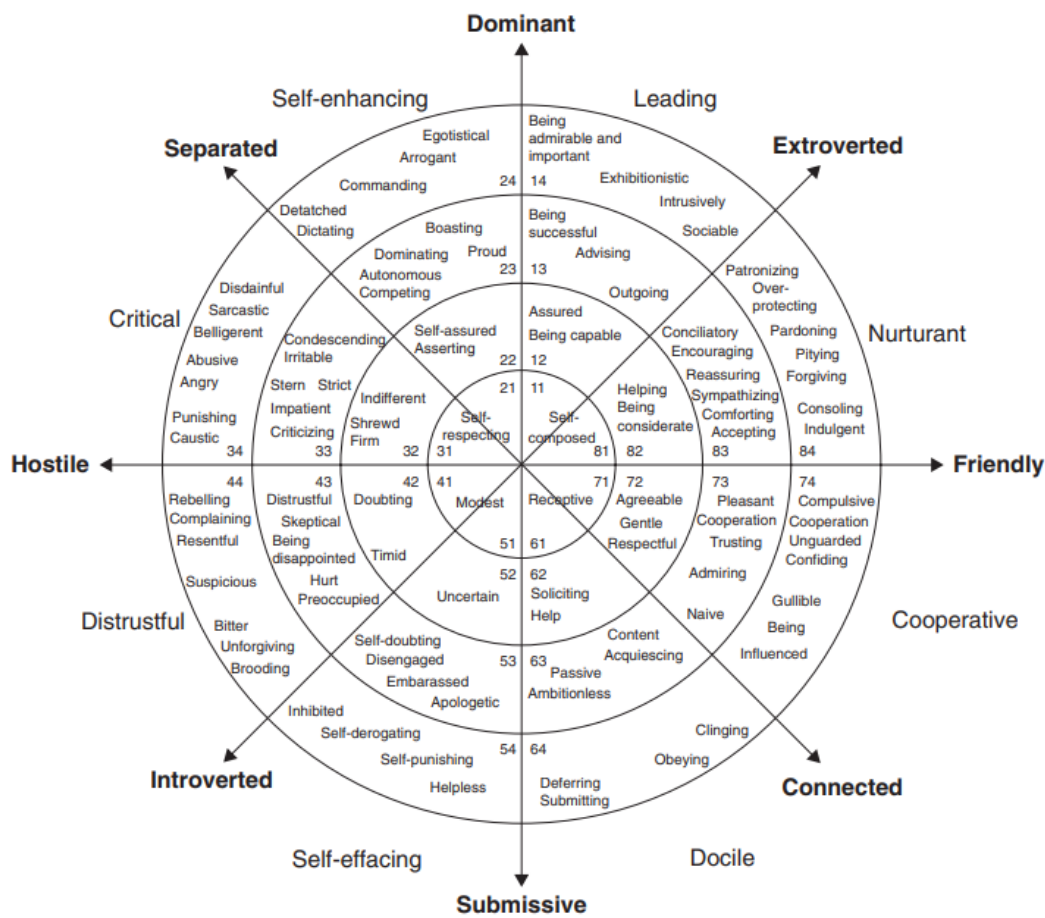 Dominant
Self-enhancing
Leading
Separated
Extroverted
Egotistical
Arrogant
Commanding
24
Detatched
Dictating
Being
admirable and
important
14
Exhibitionistic
Intrusively
Sociable
Boasting
Dominating
Proud
Autonomous
23
Competing
Being
successful
Advising
13
Outgoing
Patronizing
Over-
protecting
Pardoning
Pitying
Forgiving
Consoling
Indulgent
84
Nurturant
Critical
Disdainful
Sarcastic
Belligerent
Abusive
Angry
Punishing
Caustic
34
Condescending
Irritable
Stern Strict
Impatient
Criticizing
33
Self-assured
Asserting
22
Assured
Being capable
12
Conciliatory
Encouraging
Reassuring
Sympathizing
Comforting
Accepting
83
Indifferent
Shrewd
Firm
32
21
11
Self-
respecting
31
Self-
composed
81
Helping
Being
considerate
82
Hostile
Friendly
44
Rebelling
Complaining
Resentful
Suspicious
Bitter
Unforgiving
Brooding
Distrustful
43
Distrustful
Skeptical
Being
disappointed
Hurt
Preoccupied
42
Doubting
Timid
41
Modest
51
71
Receptive
61
72
Agreeable
Gentle
Respectful
73
Pleasant
Cooperation
Trusting
Admiring
Naive
74
Compulsive
Cooperation
Unguarded
Confiding
Gullible
Being
Influenced
Cooperative
52
Uncertain
62
Soliciting
Help
Self-doubting
Disengaged
53
Embarassed
Apologetic
Content
63
Acquiescing
Passive
Ambitionless
Inhibited
Self-derogating
54
Self-punishing
Helpless
64
Clinging
Obeying
Deferring
Submitting
Introverted
Connected
Self-effacing
Docile
Submissive